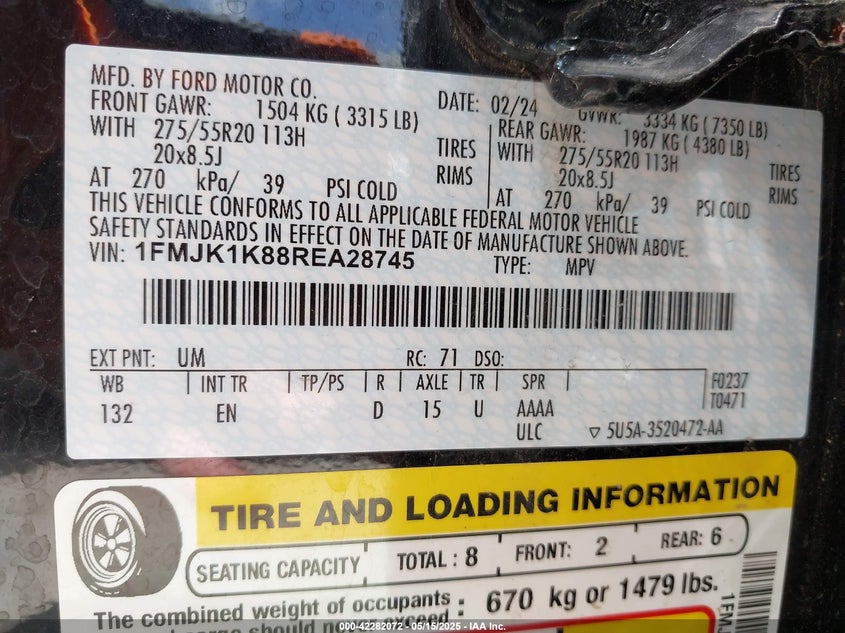 MFD. BY FORD MOTOR CO.
DATE: 02/24
GVWR: 3334 KG (7350 LB)
FRONT GAWR: 1504 KG (3315 LB)
REAR GAWR: 1987 KG (4380 LB)
WITH 275/55R20 113H TIRES
WITH 275/55R20 113H TIRES
20x8.5J RIMS
20x8.5J RIMS
AT 270 kPa/ 39 PSI COLD
AT 270 kPa/ 39 PSI COLD
THIS VEHICLE CONFORMS TO ALL APPLICABLE FEDERAL MOTOR VEHICLE
SAFETY STANDARDS IN EFFECT ON THE DATE OF MANUFACTURE SHOWN ABOVE.
VIN: 1FMJK1K88REA28745 TYPE: MPV
EXT PNT: UM RC: 71 DSO:
WB INT TR TP/PS R AXLE TR SPR F0237
T0471
132 EN D 15 U AAAA
ULC ▽ 5U5A-3520472-AA
TIRE AND LOADING INFORMATION
SEATING CAPACITY TOTAL : 8 FRONT: 2 REAR: 6
The combined weight of occupants : 670 kg or 1479 lbs.
1FMJ
000-42282072 - 05/15/2025 - IAA Inc.